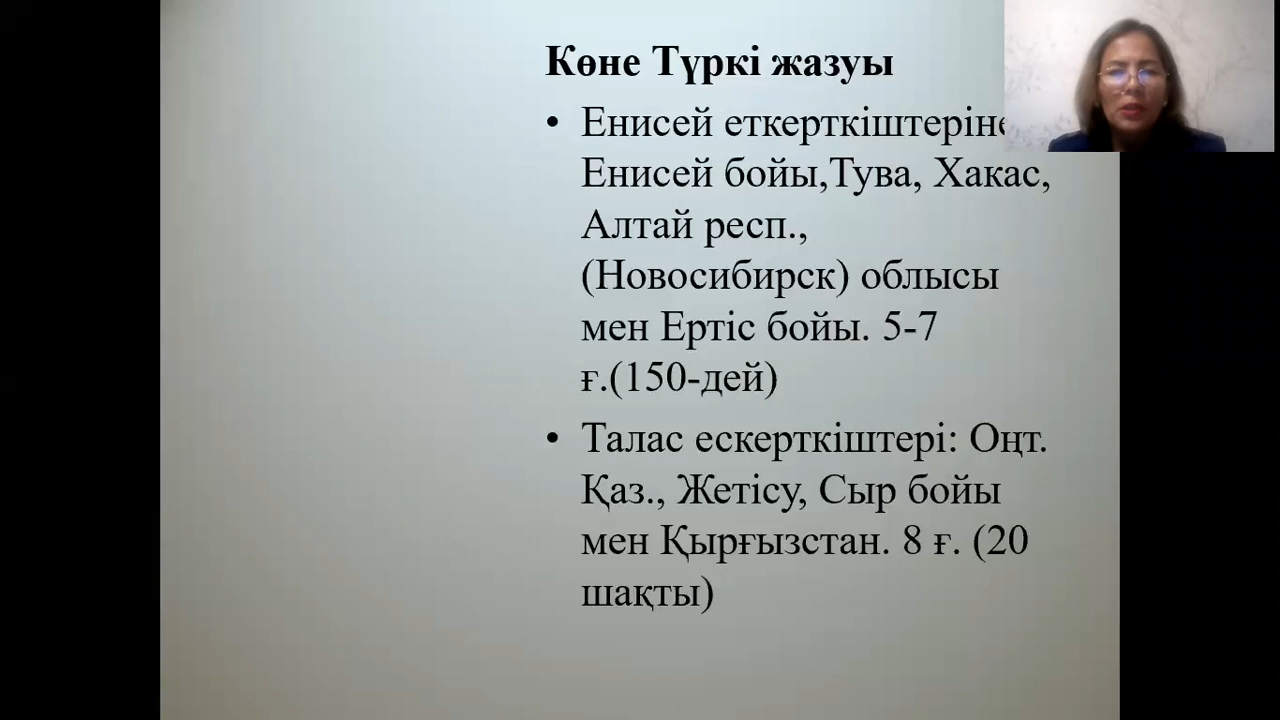 Көне Түркі жазуы
• Енисей еткерткіштеріне
Енисей бойы,Тува, Хакас,
Алтай респ.,
(Новосибирск) облысы
мен Ертіс бойы. 5-7
ғ.(150-дей)
• Талас ескерткіштері: Оңт.
Қаз., Жетісу, Сыр бойы
мен Қырғызстан. 8 ғ. (20
шақты)